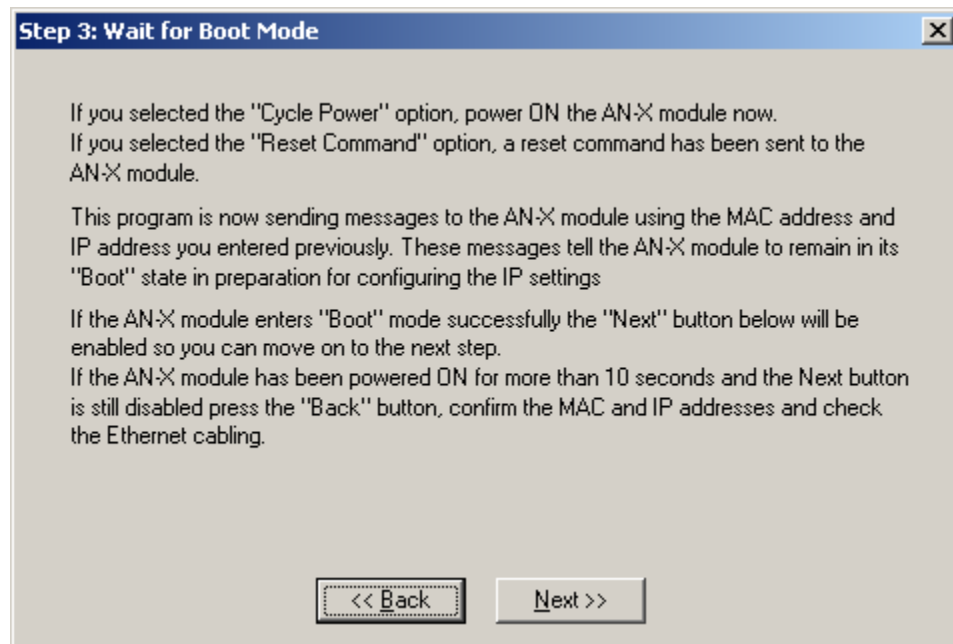 Step 3: Wait for Boot Mode
If you selected the "Cycle Power" option, power ON the AN-X module now.
If you selected the "Reset Command" option, a reset command has been sent to the
AN-X module.
This program is now sending messages to the AN-X module using the MAC address and
IP address you entered previously. These messages tell the AN-X module to remain in its
"Boot" state in preparation for configuring the IP settings
If the AN-X module enters "Boot" mode successfully the "Next" button below will be
enabled so you can move on to the next step.
If the AN-X module has been powered ON for more than 10 seconds and the Next button
is still disabled press the "Back" button, confirm the MAC and IP addresses and check
the Ethernet cabling.
<< Back Next >>